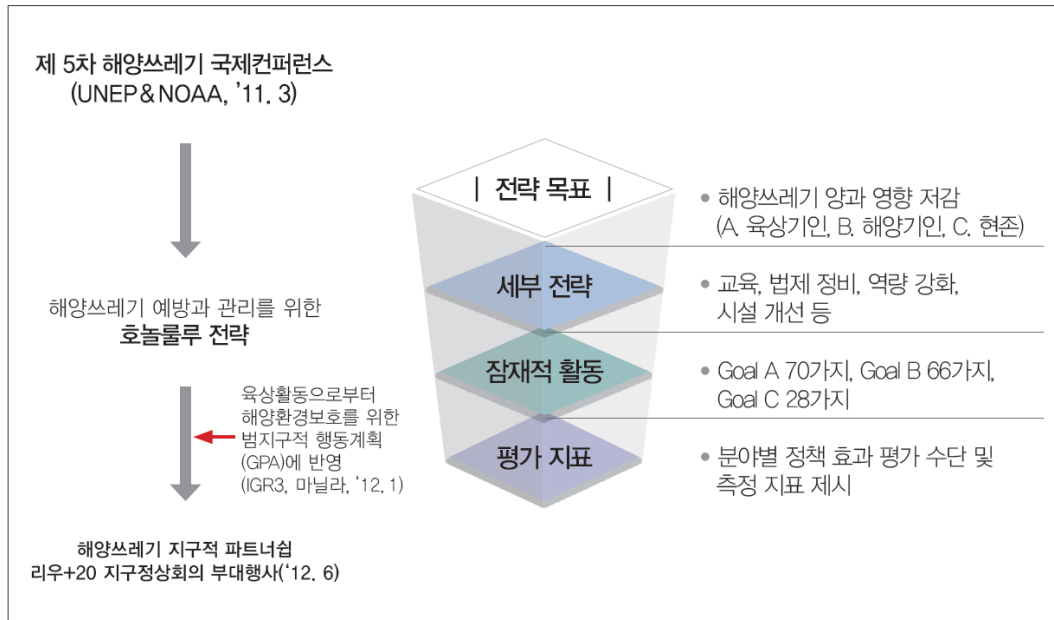 제 5차 해양쓰레기 국제컨퍼런스
(UNEP&NOAA, ’11. 3)
해양쓰레기 예방과 관리를 위한
호놀룰루 전략
육상활동으로부터
해양환경보호를 위한
범지구적 행동계획
(GPA)에 반영
(IGR3, 마닐라, ‘12. 1)
해양쓰레기 지구적 파트너쉽
리우+20 지구정상회의 부대행사(‘12. 6)
| 전략 목표 |
• 해양쓰레기 양과 영향 저감
(A. 육상기인, B. 해양기인, C. 현존)
세부 전략
• 교육, 법제 정비, 역량 강화,
시설 개선 등
잠재적 활동
• Goal A 70가지, Goal B 66가지,
Goal C 28가지
평가 지표
• 분야별 정책 효과 평가 수단 및
측정 지표 제시